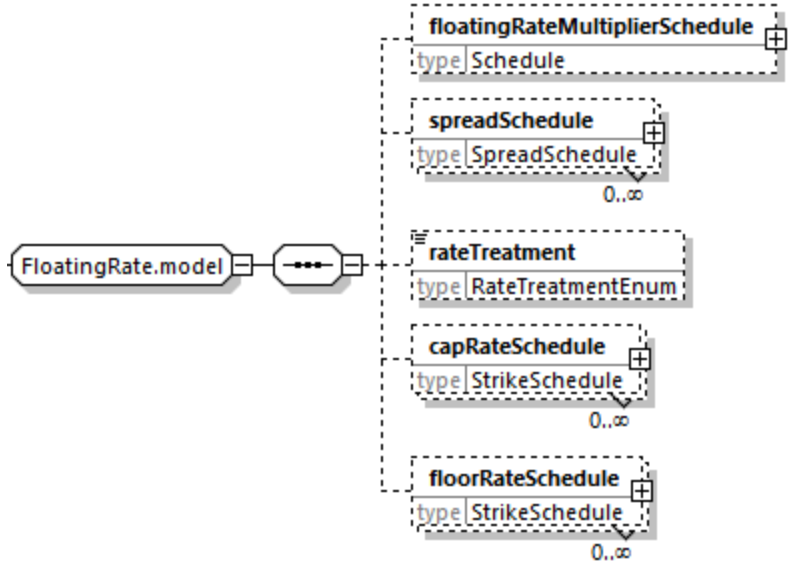 floatingRateMultiplierSchedule
type Schedule
spreadSchedule
type SpreadSchedule
0..∞
FloatingRate.model
rateTreatment
type RateTreatmentEnum
capRateSchedule
type StrikeSchedule
0..∞
floorRateSchedule
type StrikeSchedule
0..∞